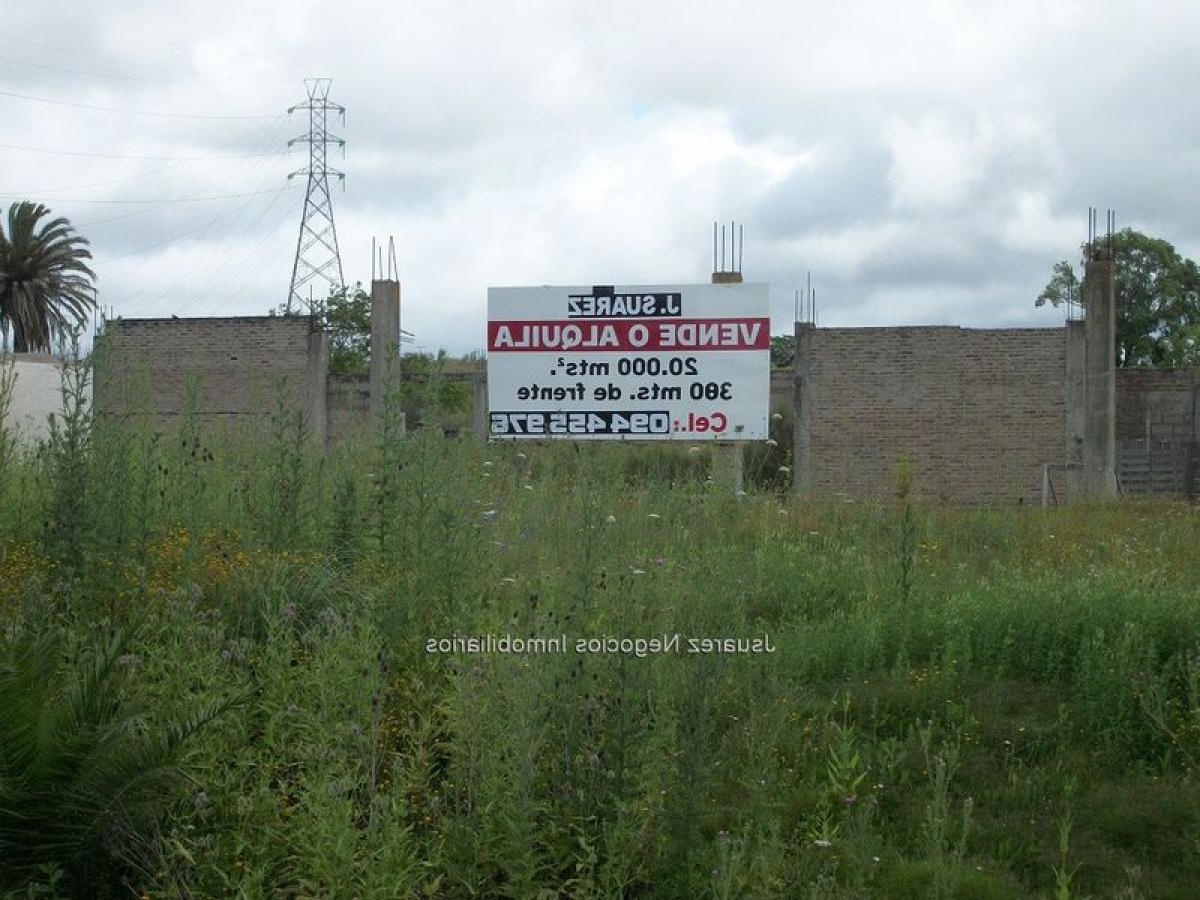 J. SUAREZ
VENDE O ALQUILA
20.000 mts².
380 mts. de frente
Cel.: 094 455 976
Jsuarez Negocios Inmobiliarios